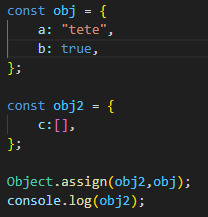 const obj = {
    a: "tete",
    b: true,
};

const obj2 = {
    c:[],
};

Object.assign(obj2,obj);
console.log(obj2);